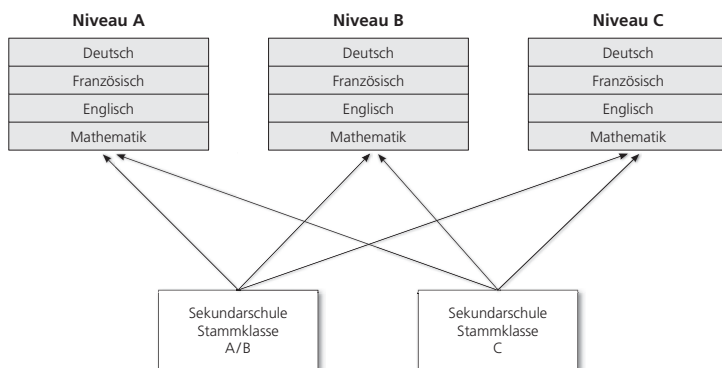 Niveau A
Niveau B
Niveau C
Deutsch
Französisch
Englisch
Mathematik
Deutsch
Französisch
Englisch
Mathematik
Deutsch
Französisch
Englisch
Mathematik
Sekundarschule
Stammklasse
A/B
Sekundarschule
Stammklasse
C